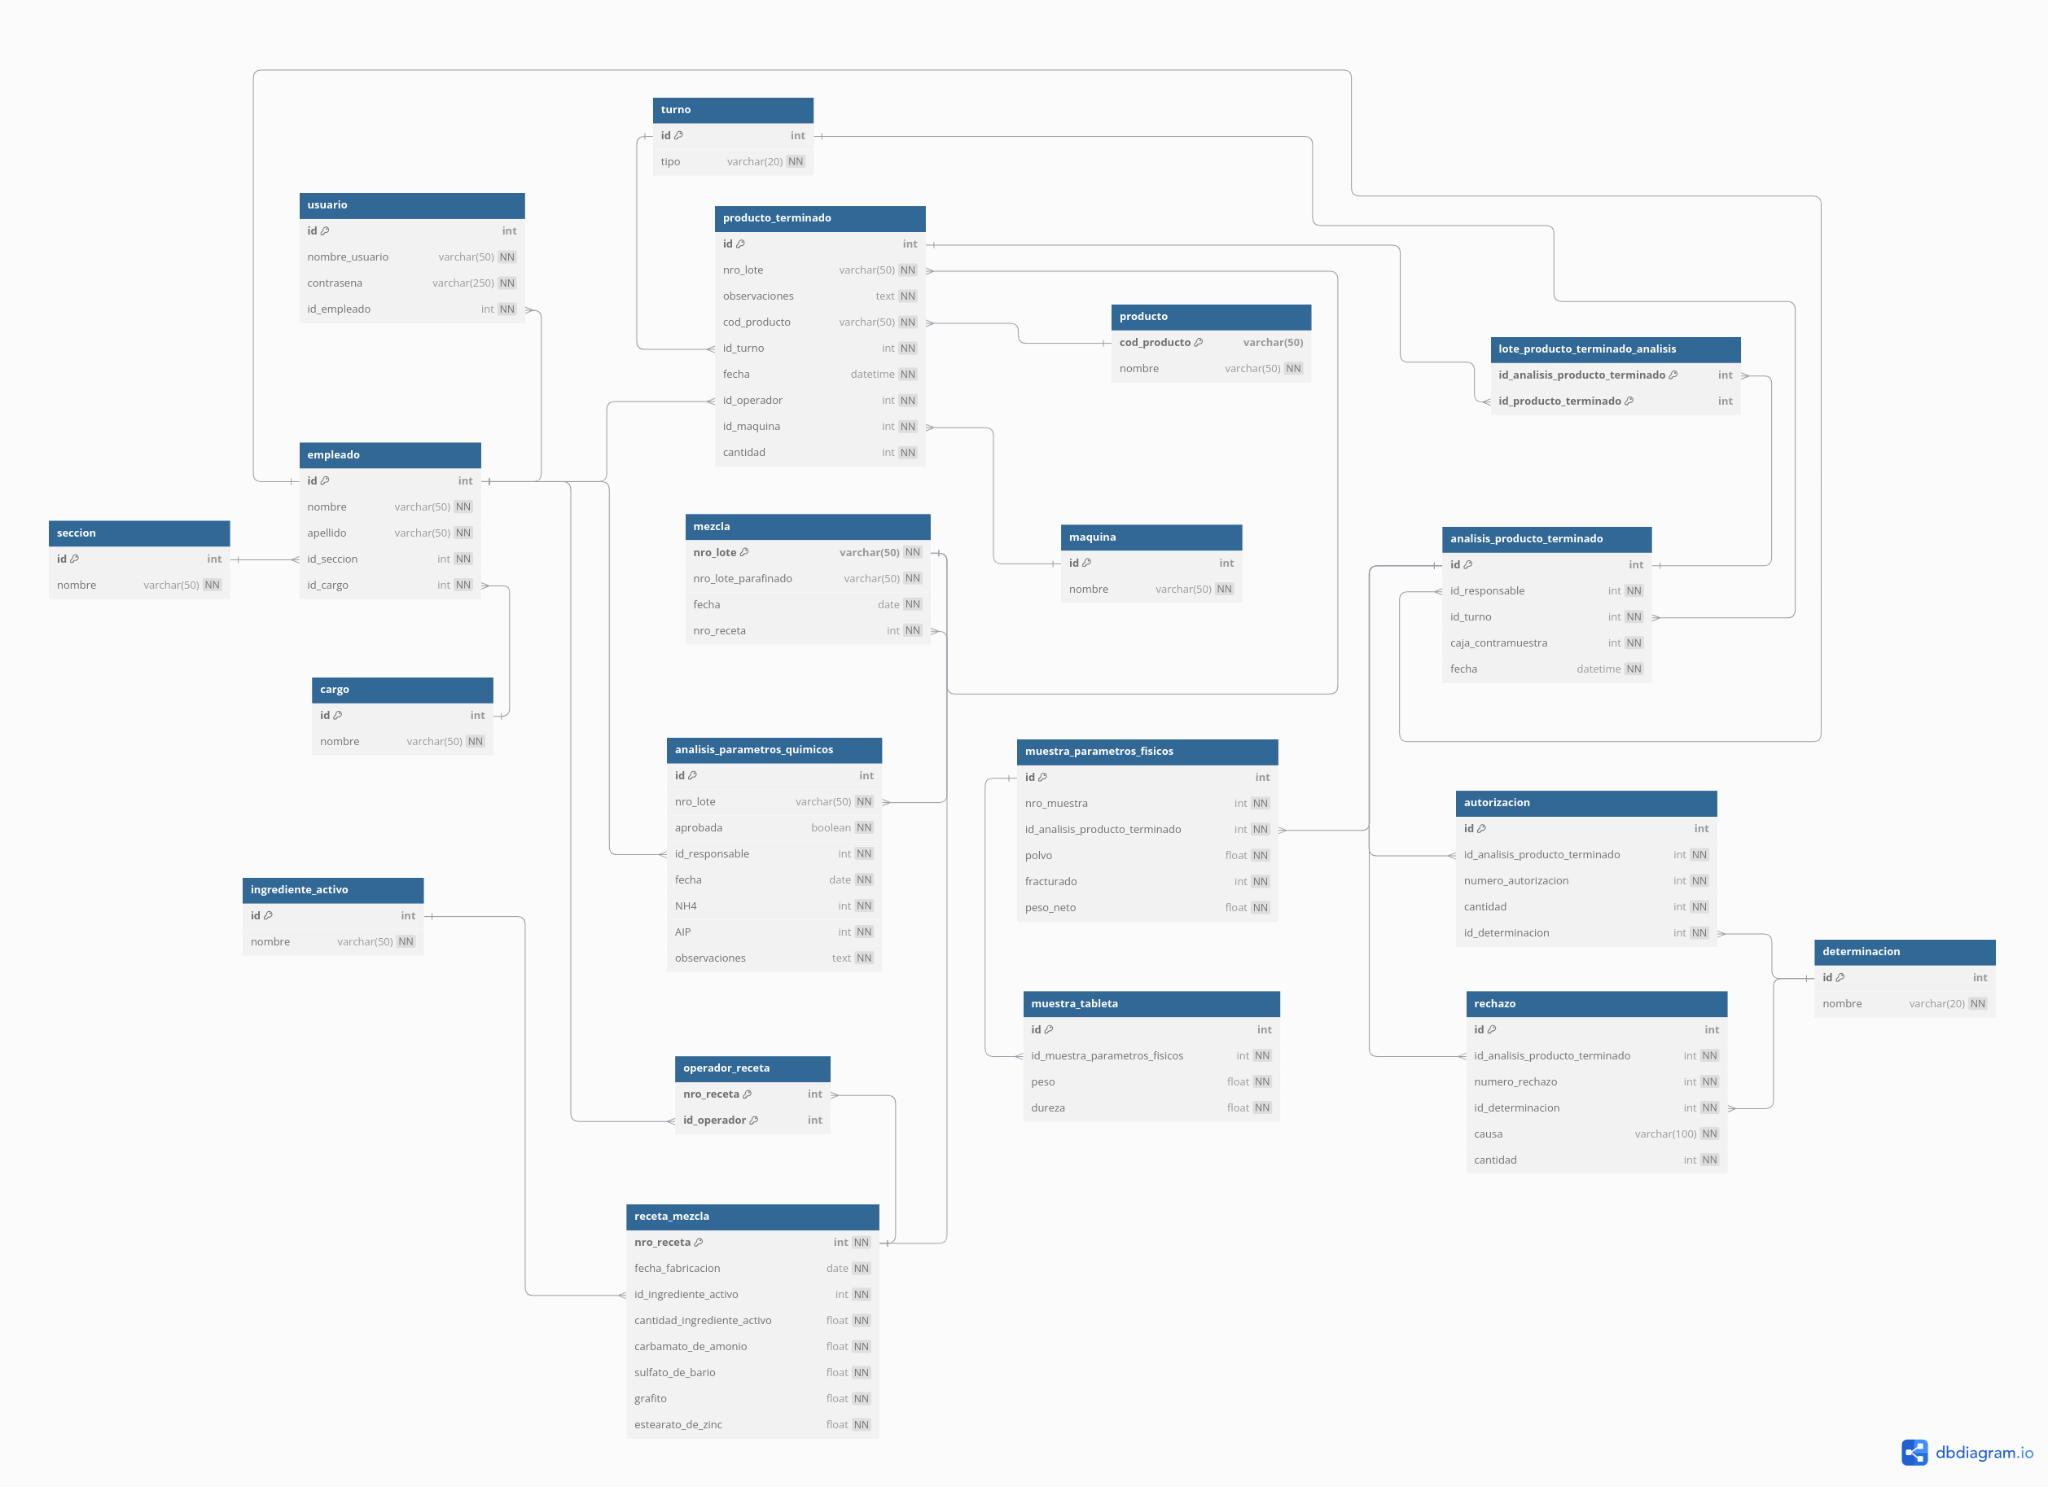 turno
id int
tipo varchar(20) NN
usuario
id int
nombre_usuario varchar(50) NN
contrasena varchar(250) NN
id_empleado int NN
producto_terminado
id int
nro_lote varchar(50) NN
observaciones text NN
cod_producto varchar(50) NN
id_turno int NN
fecha datetime NN
id_operador int NN
id_maquina int NN
cantidad int NN
producto
cod_producto varchar(50)
nombre varchar(50) NN
lote_producto_terminado_analisis
id_analisis_producto_terminado int
id_producto_terminado int
empleado
id int
nombre varchar(50) NN
apellido varchar(50) NN
id_seccion int NN
id_cargo int NN
seccion
id int
nombre varchar(50) NN
mezcla
nro_lote varchar(50) NN
nro_lote_parafinado varchar(50) NN
fecha date NN
nro_receta int NN
maquina
id int
nombre varchar(50) NN
analisis_producto_terminado
id int
id_responsable int NN
id_turno int NN
caja_contramuestra int NN
fecha datetime NN
cargo
id int
nombre varchar(50) NN
analisis_parametros_quimicos
id int
nro_lote varchar(50) NN
aprobada boolean NN
id_responsable int NN
fecha date NN
NH4 int NN
AIP int NN
observaciones text NN
muestra_parametros_fisicos
id int
nro_muestra int NN
id_analisis_producto_terminado int NN
polvo float NN
fracturado int NN
peso_neto float NN
autorizacion
id int
id_analisis_producto_terminado int NN
numero_autorizacion int NN
cantidad int NN
id_determinacion int NN
ingrediente_activo
id int
nombre varchar(50) NN
determinacion
id int
nombre varchar(20) NN
muestra_tableta
id int
id_muestra_parametros_fisicos int NN
peso float NN
dureza float NN
rechazo
id int
id_analisis_producto_terminado int NN
numero_rechazo int NN
id_determinacion int NN
causa varchar(100) NN
cantidad int NN
operador_receta
nro_receta int
id_operador int
receta_mezcla
nro_receta int NN
fecha_fabricacion date NN
id_ingrediente_activo int NN
cantidad_ingrediente_activo float NN
carbamato_de_amonio float NN
sulfato_de_bario float NN
grafito float NN
estearato_de_zinc float NN
dbdiagram.io